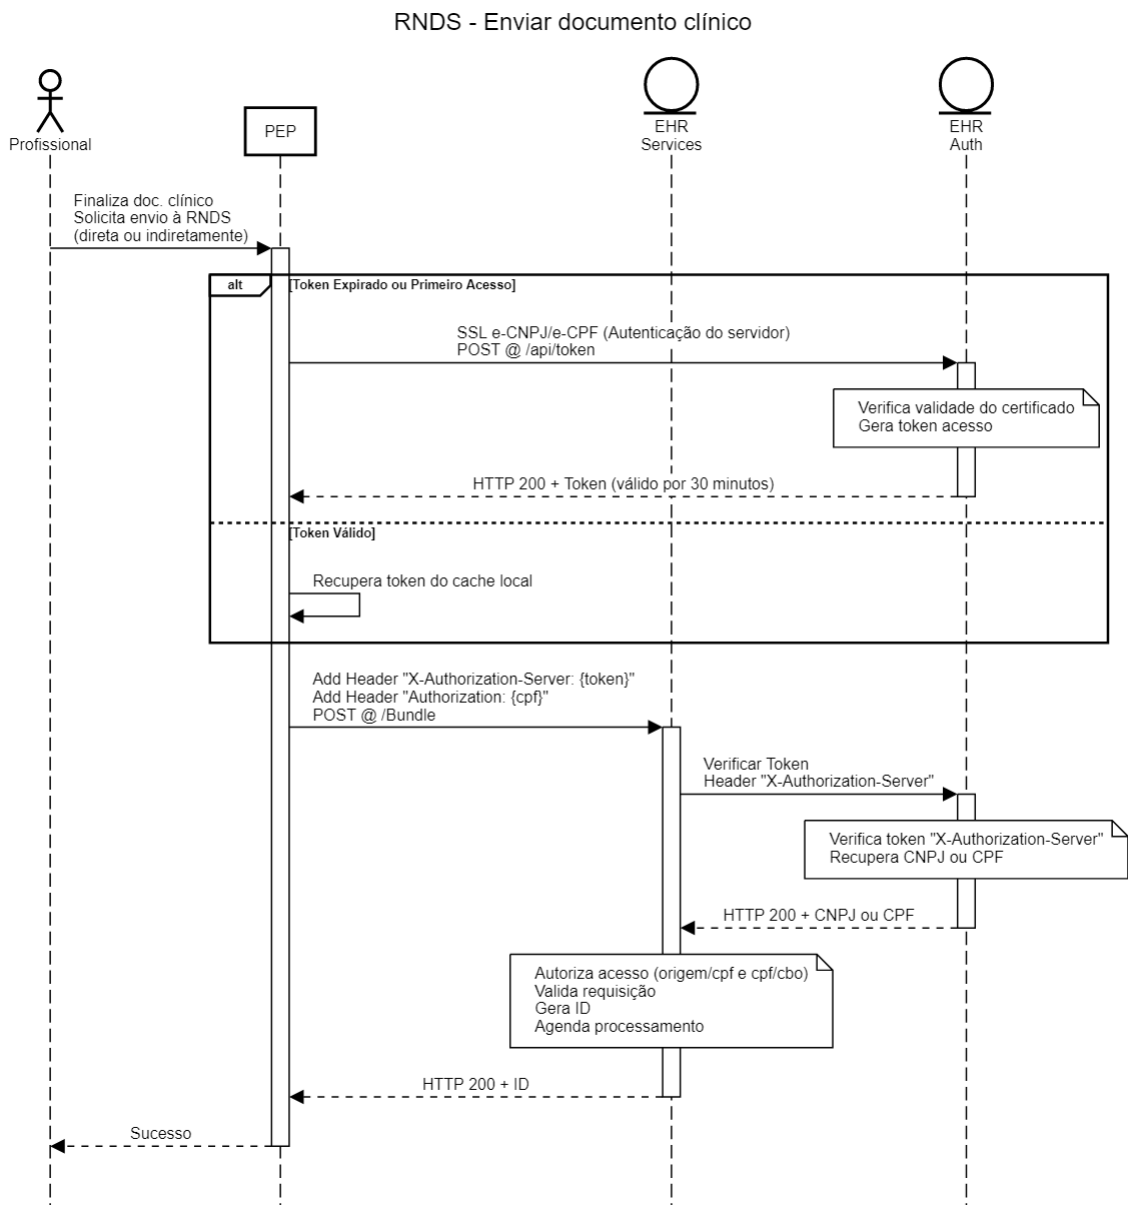 RNDS - Enviar documento clínico
Profissional
PEP
EHR
Services
EHR
Auth
Finaliza doc. clínico
Solicita envio à RNDS
(direta ou indiretamente)
alt
[Token Expirado ou Primeiro Acesso]
SSL e-CNPJ/e-CPF (Autenticação do servidor)
POST @ /api/token
Verifica validade do certificado
Gera token acesso
HTTP 200 + Token (válido por 30 minutos)
[Token Válido]
Recupera token do cache local
Add Header "X-Authorization-Server: {token}"
Add Header "Authorization: {cpf}"
POST @ /Bundle
Verificar Token
Header "X-Authorization-Server"
Verifica token "X-Authorization-Server"
Recupera CNPJ ou CPF
HTTP 200 + CNPJ ou CPF
Autoriza acesso (origem/cpf e cpf/cbo)
Valida requisição
Gera ID
Agenda processamento
HTTP 200 + ID
Sucesso